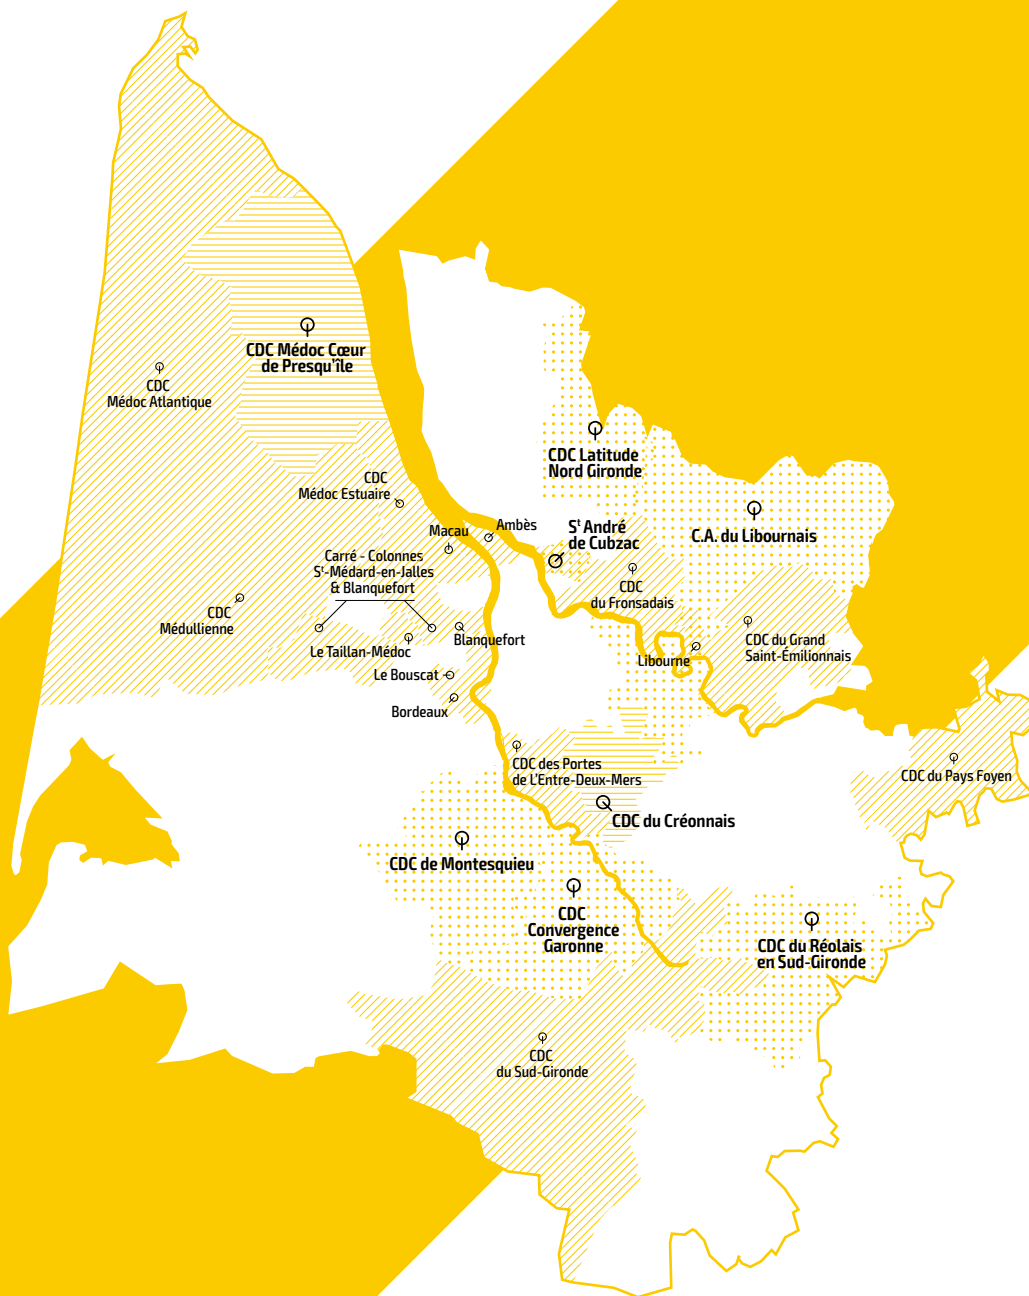 CDC Médoc Cœur
de Presqu'île
CDC
Médoc Atlantique
CDC Latitude
Nord Gironde
CDC
Médoc Estuaire
C.A. du Libournais
Sᵗ André
de Cubzac
Ambès
Macau
Carré - Colonnes
Sᵗ-Médard-en-Jalles
& Blanquefort
CDC
du Fronsadais
CDC
Médullienne
Blanquefort
Le Taillan-Médoc
CDC du Grand
Saint-Émilionnais
Libourne
Le Bouscat
Bordeaux
CDC des Portes
de L'Entre-Deux-Mers
CDC du Pays Foyen
CDC du Créonnais
CDC de Montesquieu
CDC
Convergence
Garonne
CDC du Réolais
en Sud-Gironde
CDC
du Sud-Gironde